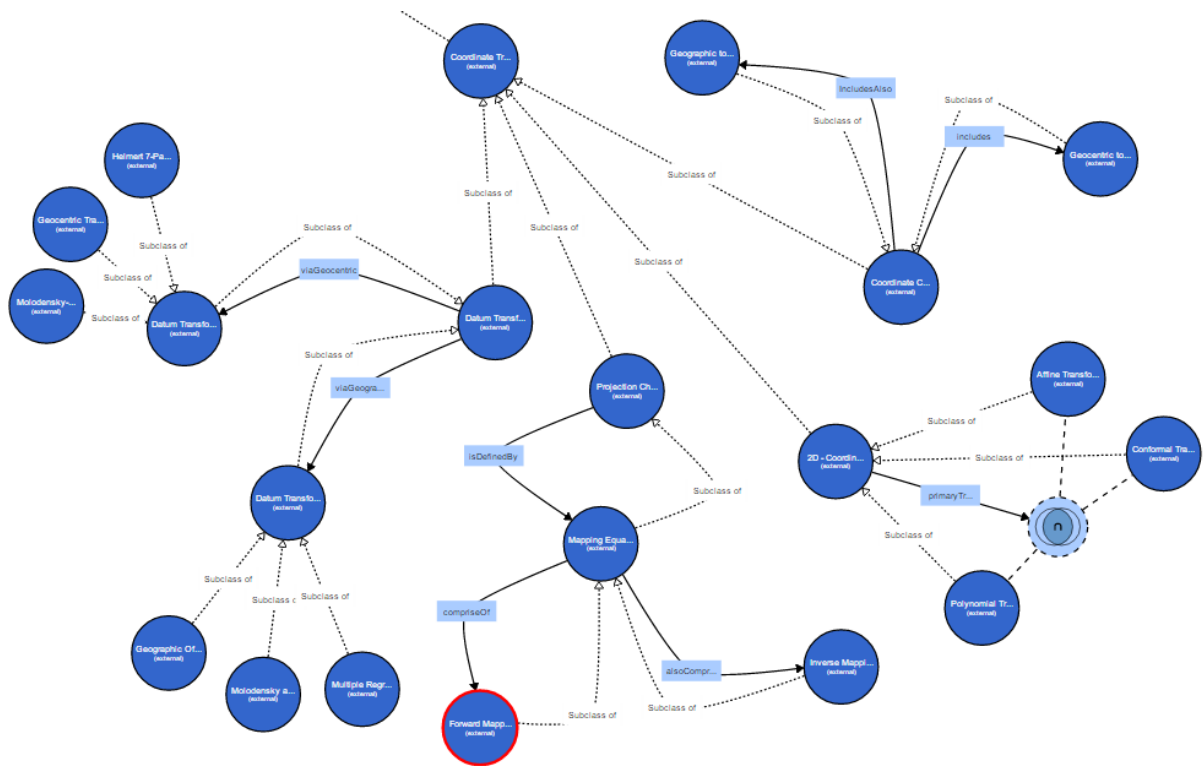 Coordinate Tr...
(external)
Geographic to...
(external)
IncludesAlso
Subclass of
Subclass of
includes
Geocentric to...
(external)
Helmert 7-Pa...
(external)
Subclass of
Subclass of
Subclass of
Geocentric Tra...
(external)
Subclass of
Subclass of
Subclass of
Subclass of
viaGeocentric
Subclass of
Coordinate C...
(external)
Molodensky-...
(external)
Subclass of
Datum Transfo...
(external)
Datum Transf...
(external)
Subclass of
viaGeogra...
Projection Ch...
(external)
Affine Transfo...
(external)
Subclass of
isDefinedBy
2D - Coordin...
(external)
Subclass of
Conformal Tra...
(external)
Subclass of
primaryTr...
Datum Transfo...
(external)
Mapping Equa...
(external)
Subclass of
n
Subclass of
Subclass o
Subclass of
compriseOf
Polynomial Tr...
(external)
Geographic Of...
(external)
Molodensky a...
(external)
Multiple Regr...
(external)
alsoCompr...
Inverse Mappi...
(external)
Subclass of
Subclass of
Forward Mapp...
(external)